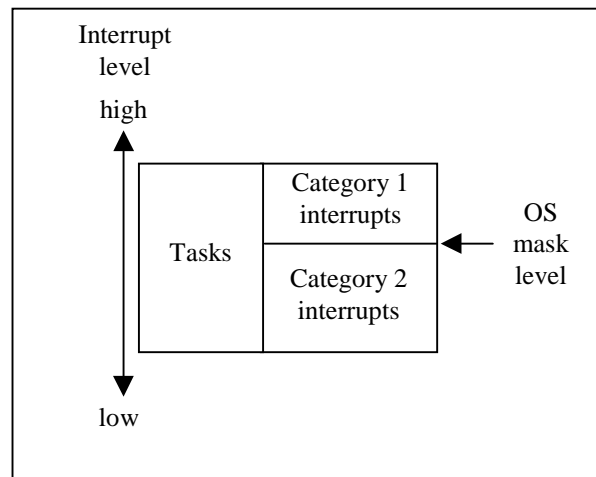 Interrupt
level
high
Category 1
interrupts
Tasks
OS
mask
level
Category 2
interrupts
low